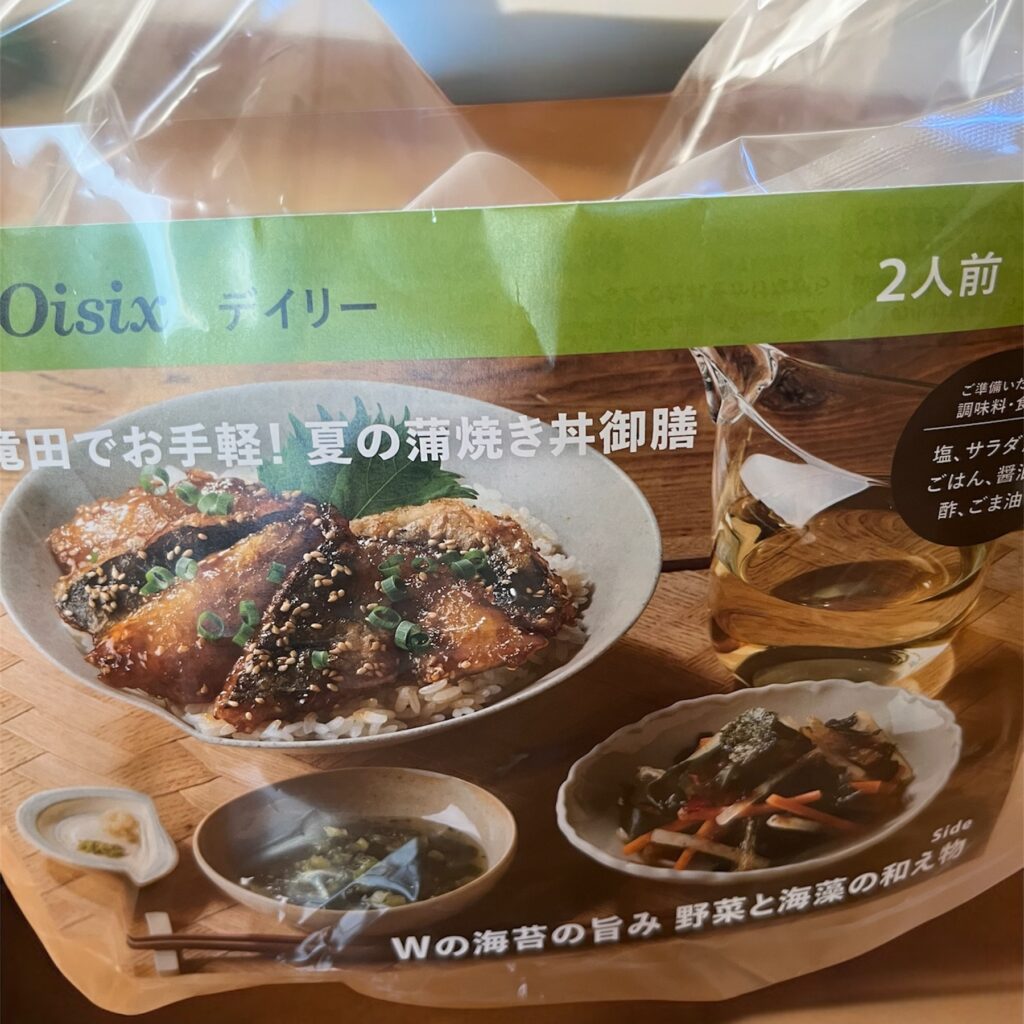 Oisix デイリー
2人前
竜田でお手軽! 夏の蒲焼き丼御膳
ご準備いた
調味料・食
塩、サラダ
ごはん、醤油
酢、ごま油
Side
Wの海苔の旨み 野菜と海藻の和え物